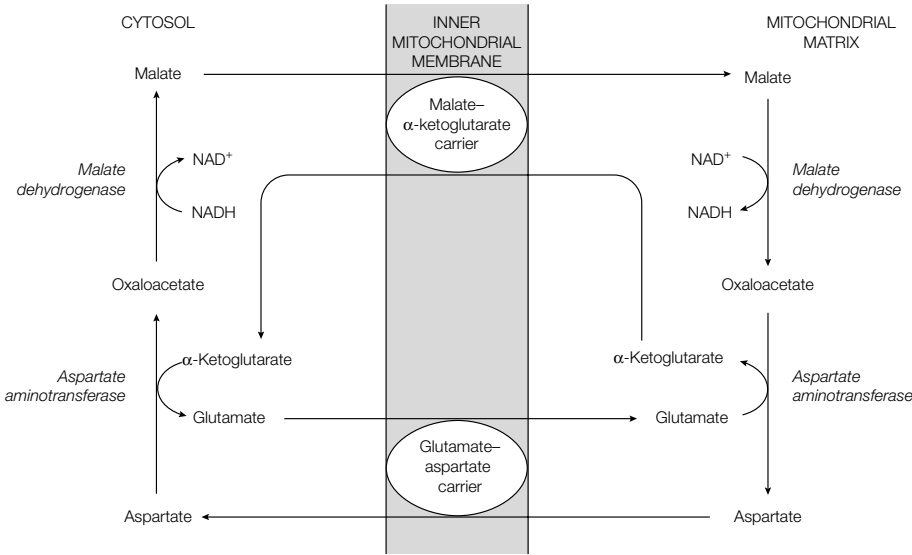 CYTOSOL
INNER
MITOCHONDRIAL
MEMBRANE
MITOCHONDRIAL
MATRIX
Malate
Malate
Malate–
α-ketoglutarate
carrier
Malate
dehydrogenase
NAD⁺
NADH
NAD⁺
NADH
Malate
dehydrogenase
Oxaloacetate
Oxaloacetate
Aspartate
aminotransferase
α-Ketoglutarate
Glutamate
α-Ketoglutarate
Glutamate
Aspartate
aminotransferase
Glutamate–
aspartate
carrier
Aspartate
Aspartate